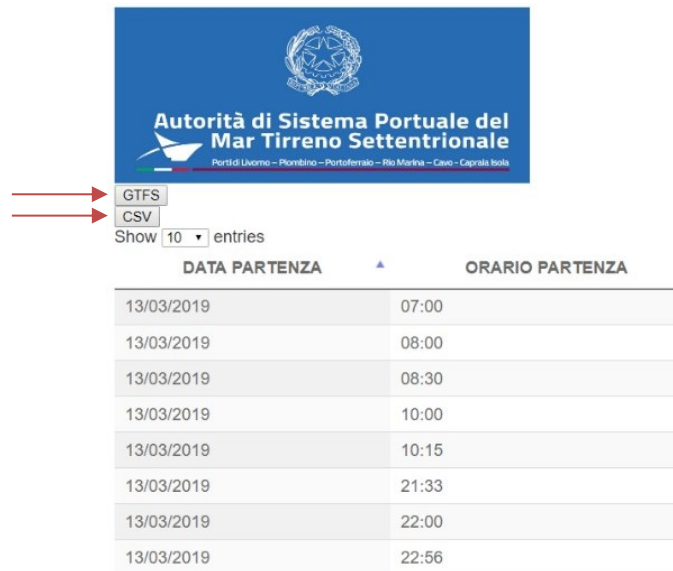 Autorità di Sistema Portuale del
Mar Tirreno Settentrionale
Porti di Livorno – Piombino – Portoferraio – Rio Marina – Cavo - Capraia Isola
GTFS
CSV
Show 10 entries
DATA PARTENZA ORARIO PARTENZA
13/03/2019 07:00
13/03/2019 08:00
13/03/2019 08:30
13/03/2019 10:00
13/03/2019 10:15
13/03/2019 21:33
13/03/2019 22:00
13/03/2019 22:56